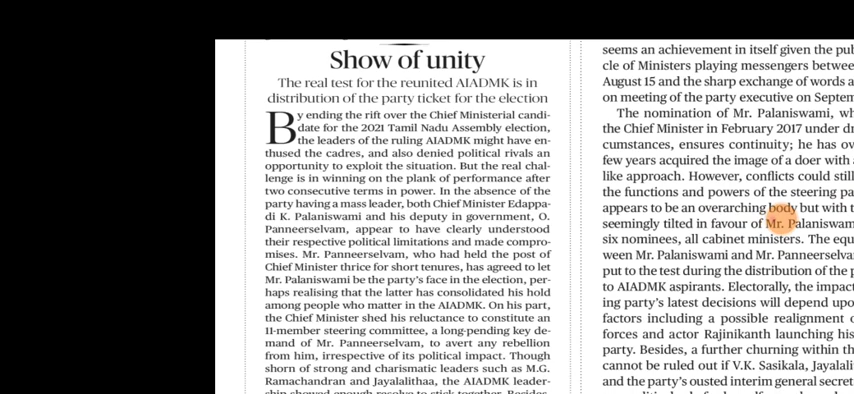 Show of unity
The real test for the reunited AIADMK is in
distribution of the party ticket for the election
By ending the rift over the Chief Ministerial candi-
date for the 2021 Tamil Nadu Assembly election,
the leaders of the ruling AIADMK might have en-
thused the cadres, and also denied political rivals an
opportunity to exploit the situation. But the real chal-
lenge is in winning on the plank of performance after
two consecutive terms in power. In the absence of the
party having a mass leader, both Chief Minister Edappa-
di K. Palaniswami and his deputy in government, O.
Panneerselvam, appear to have clearly understood
their respective political limitations and made compro-
mises. Mr. Panneerselvam, who had held the post of
Chief Minister thrice for short tenures, has agreed to let
Mr. Palaniswami be the party's face in the election, per-
haps realising that the latter has consolidated his hold
among people who matter in the AIADMK. On his part,
the Chief Minister shed his reluctance to constitute an
11-member steering committee, a long-pending key de-
mand of Mr. Panneerselvam, to avert any rebellion
from him, irrespective of its political impact. Though
shorn of strong and charismatic leaders such as M.G.
Ramachandran and Jayalalithaa, the AIADMK leader-
ship showed enough resolve to stick together. Besides,
seems an achievement in itself given the pub
cle of Ministers playing messengers betwee
August 15 and the sharp exchange of words a
on meeting of the party executive on Septem
The nomination of Mr. Palaniswami, wh
the Chief Minister in February 2017 under dr
cumstances, ensures continuity; he has ov
few years acquired the image of a doer with
like approach. However, conflicts could still
the functions and powers of the steering pa
appears to be an overarching body but with t
seemingly tilted in favour of Mr. Palaniswam
six nominees, all cabinet ministers. The equ
ween Mr. Palaniswami and Mr. Panneerselva
put to the test during the distribution of the p
to AIADMK aspirants. Electorally, the impact
ing party's latest decisions will depend upo
factors including a possible realignment o
forces and actor Rajinikanth launching his
party. Besides, a further churning within th
cannot be ruled out if V.K. Sasikala, Jayalali
and the party's ousted interim general secret